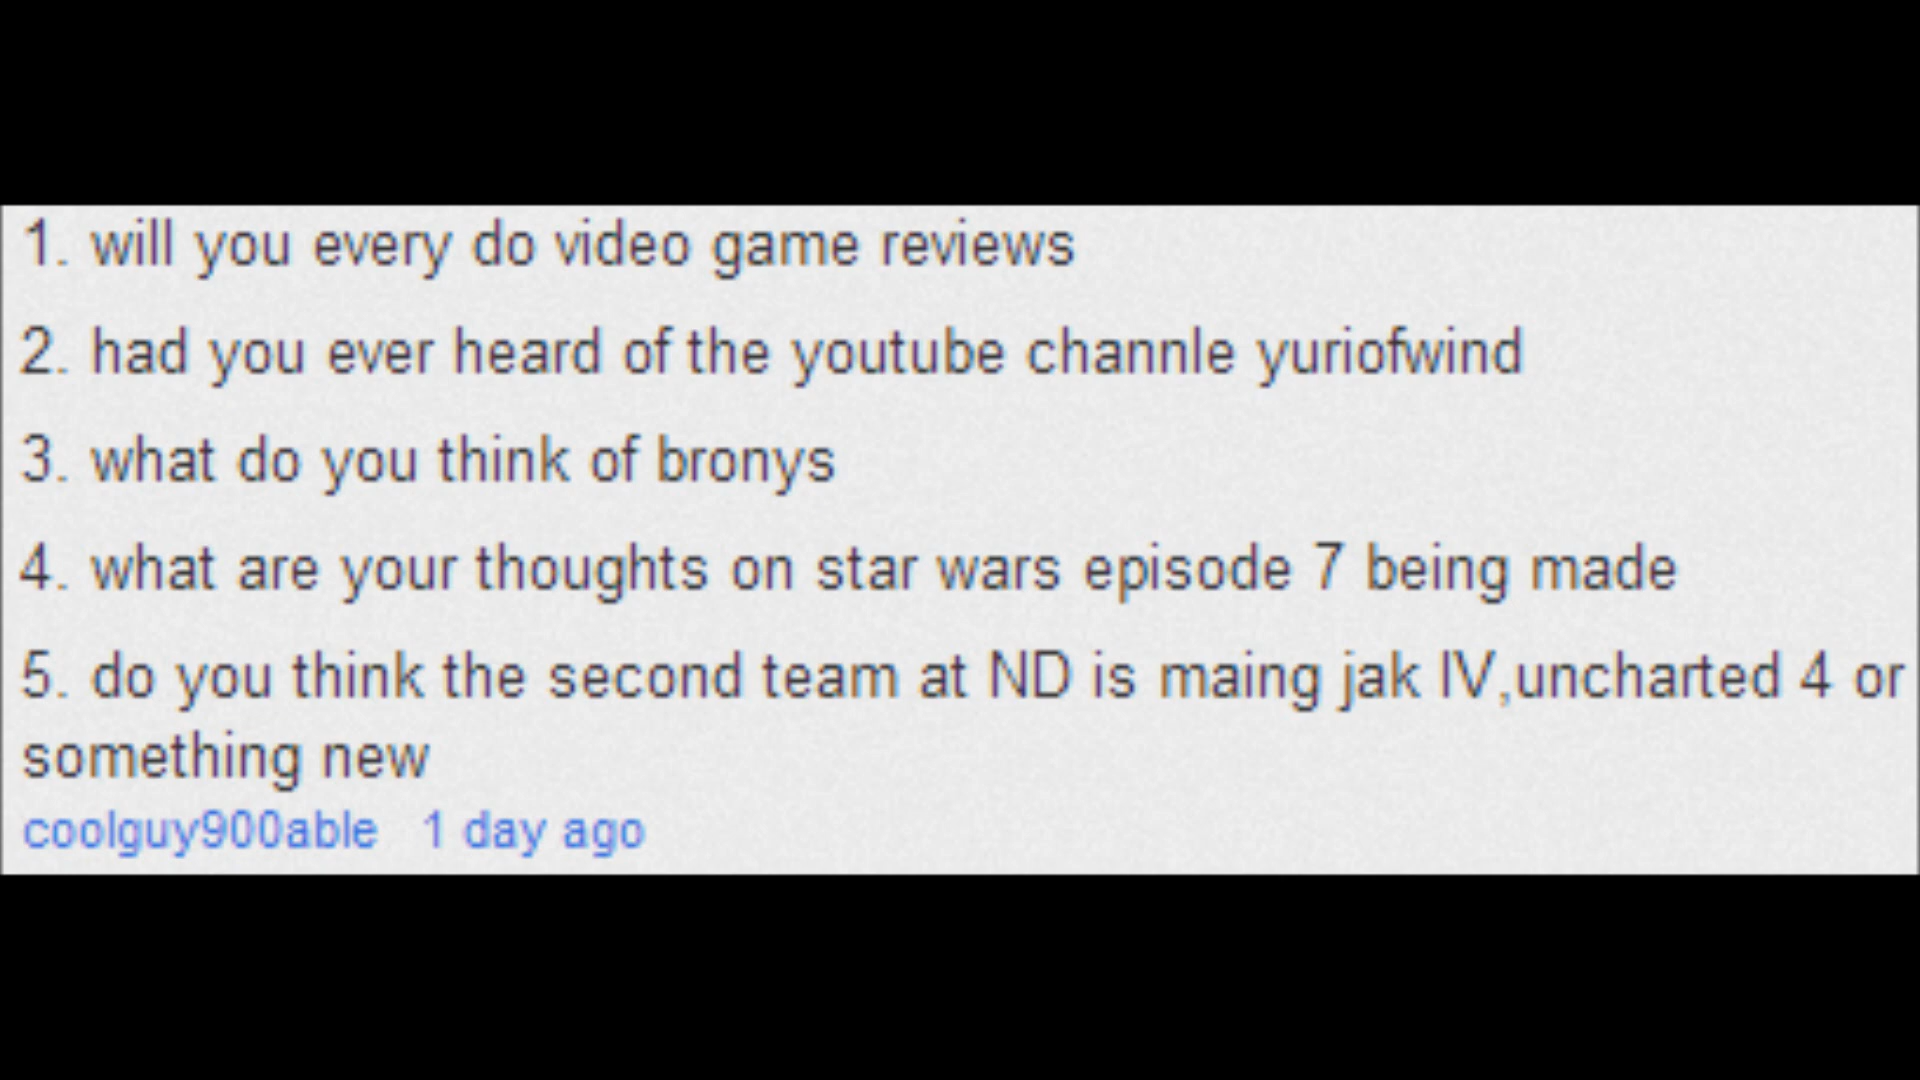 1. will you every do video game reviews
2. had you ever heard of the youtube channle yuriofwind
3. what do you think of bronys
4. what are your thoughts on star wars episode 7 being made
5. do you think the second team at ND is maing jak IV,uncharted 4 or
something new
coolguy900able 1 day ago